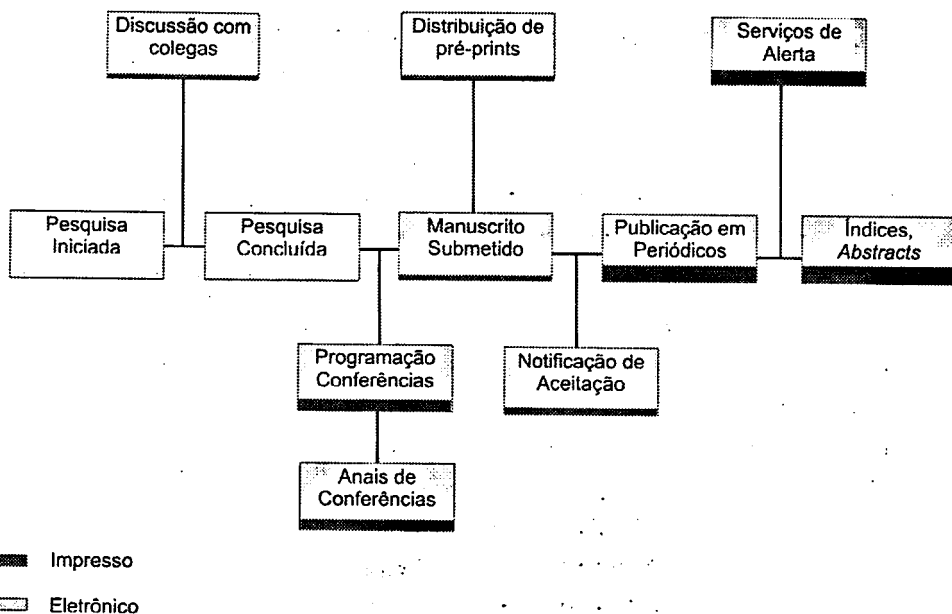 Discussão com
colegas
Distribuição de
pré-prints
Serviços de
Alerta
Pesquisa
Iniciada
Pesquisa
Concluída
Manuscrito
Submetido
Publicação em
Periódicos
Índices,
Abstracts
Programação
Conferências
Notificação de
Aceitação
Anais de
Conferências
Impresso
Eletrônico